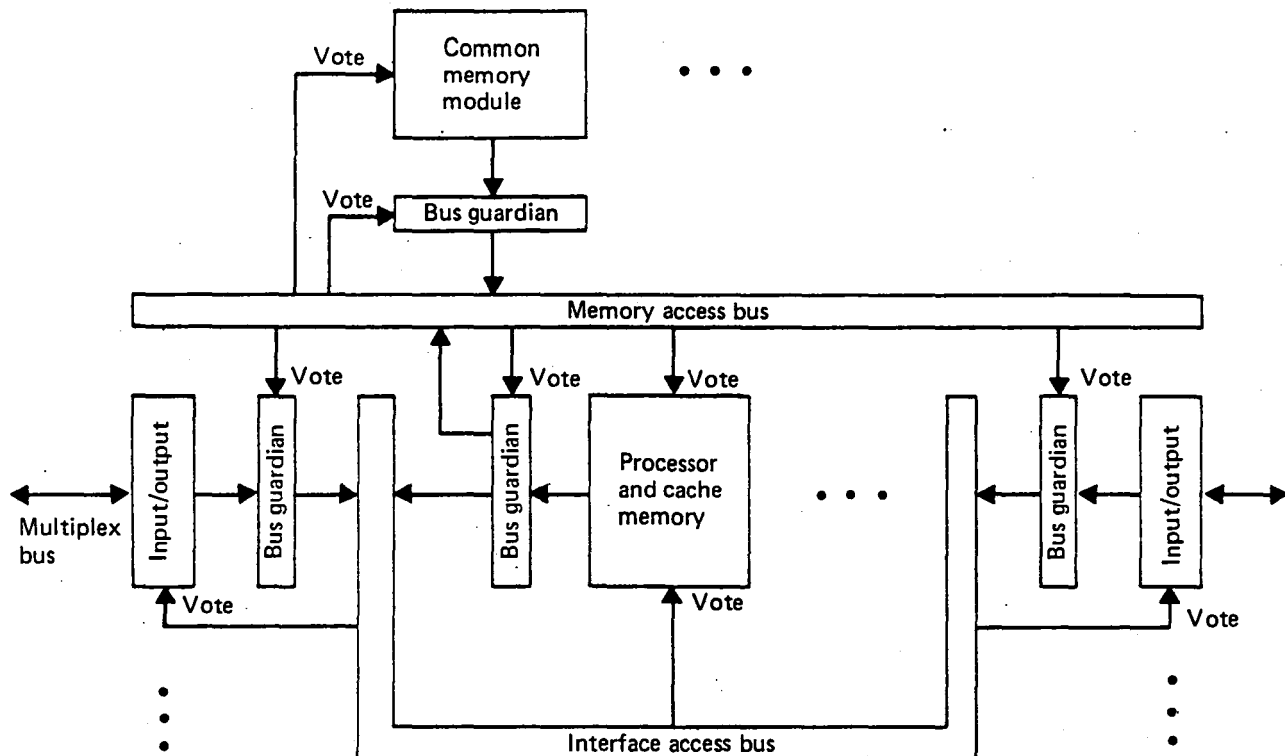 Vote
Common
memory
module
Vote
Bus guardian
Memory access bus
Vote
Vote
Vote
Vote
Input/output
Bus guardian
Bus guardian
Processor
and cache
memory
Bus guardian
Input/output
Multiplex
bus
Vote
Vote
Vote
Interface access bus